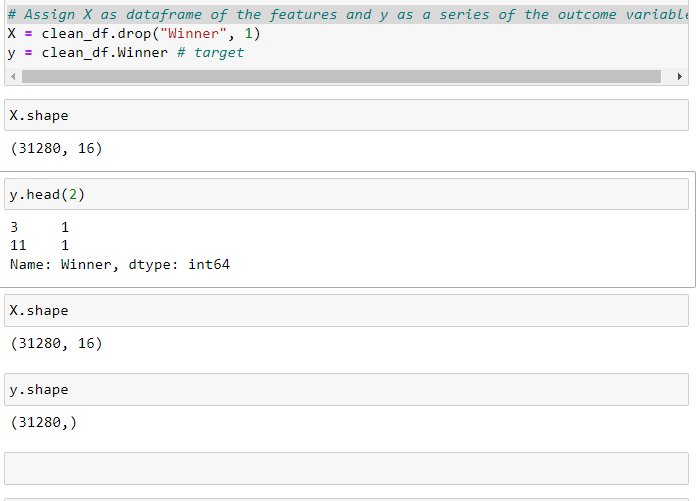 # Assign X as dataframe of the features and y as a series of the outcome variable
X = clean_df.drop("Winner", 1)
y = clean_df.Winner # target
X.shape
(31280, 16)
y.head(2)
3     1
11    1
Name: Winner, dtype: int64
X.shape
(31280, 16)
y.shape
(31280,)